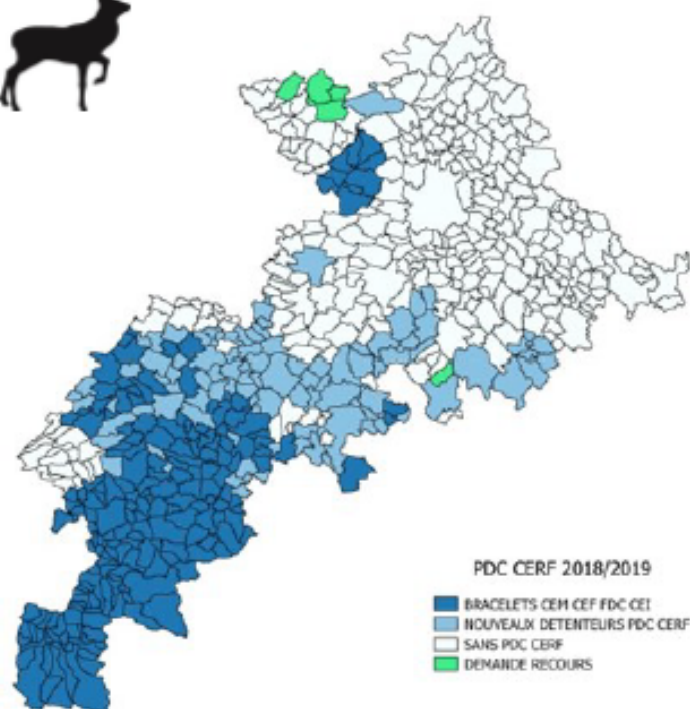 PDC CERF 2018/2019
BRACELETS CEM CEF FDC CEI
NOUVEAUX DETENTEURS PDC CERF
SANS PDC CERF
DEMANDE RECOURS